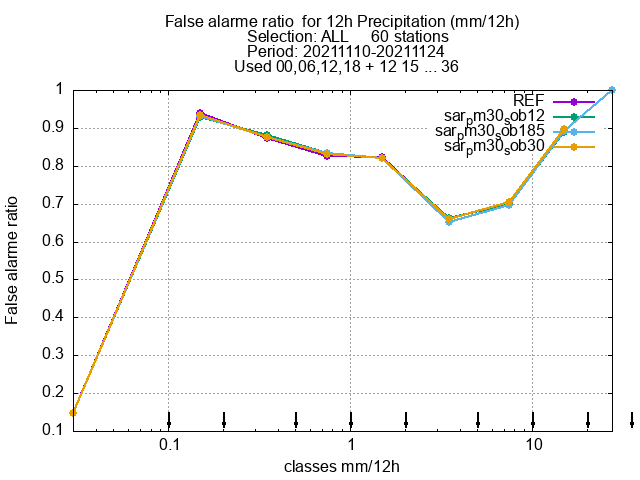 False alarme ratio  for 12h Precipitation (mm/12h)
Selection: ALL     60 stations
Period: 20211110-20211124
Used 00,06,12,18 + 12 15 ... 36
REF
sar_pm30_sob12
sar_pm30_sob185
sar_pm30_sob30
1
0.9
0.8
0.7
0.6
0.5
0.4
0.3
0.2
0.1
False alarme ratio
0.1 1 10
classes mm/12h